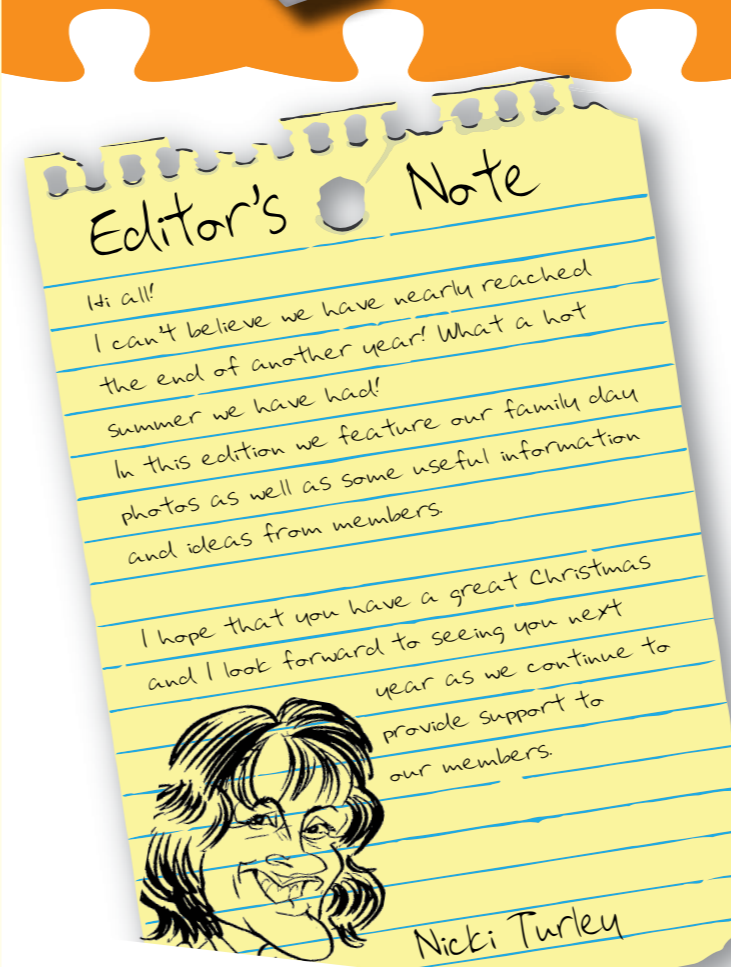 Editor's Note
Hi all!
I can't believe we have nearly reached
the end of another year! What a hot
summer we have had!
In this edition we feature our family day
photos as well as some useful information
and ideas from members.
I hope that you have a great Christmas
and I look forward to seeing you next
year as we continue to
provide support to
our members.
Nicki Turley